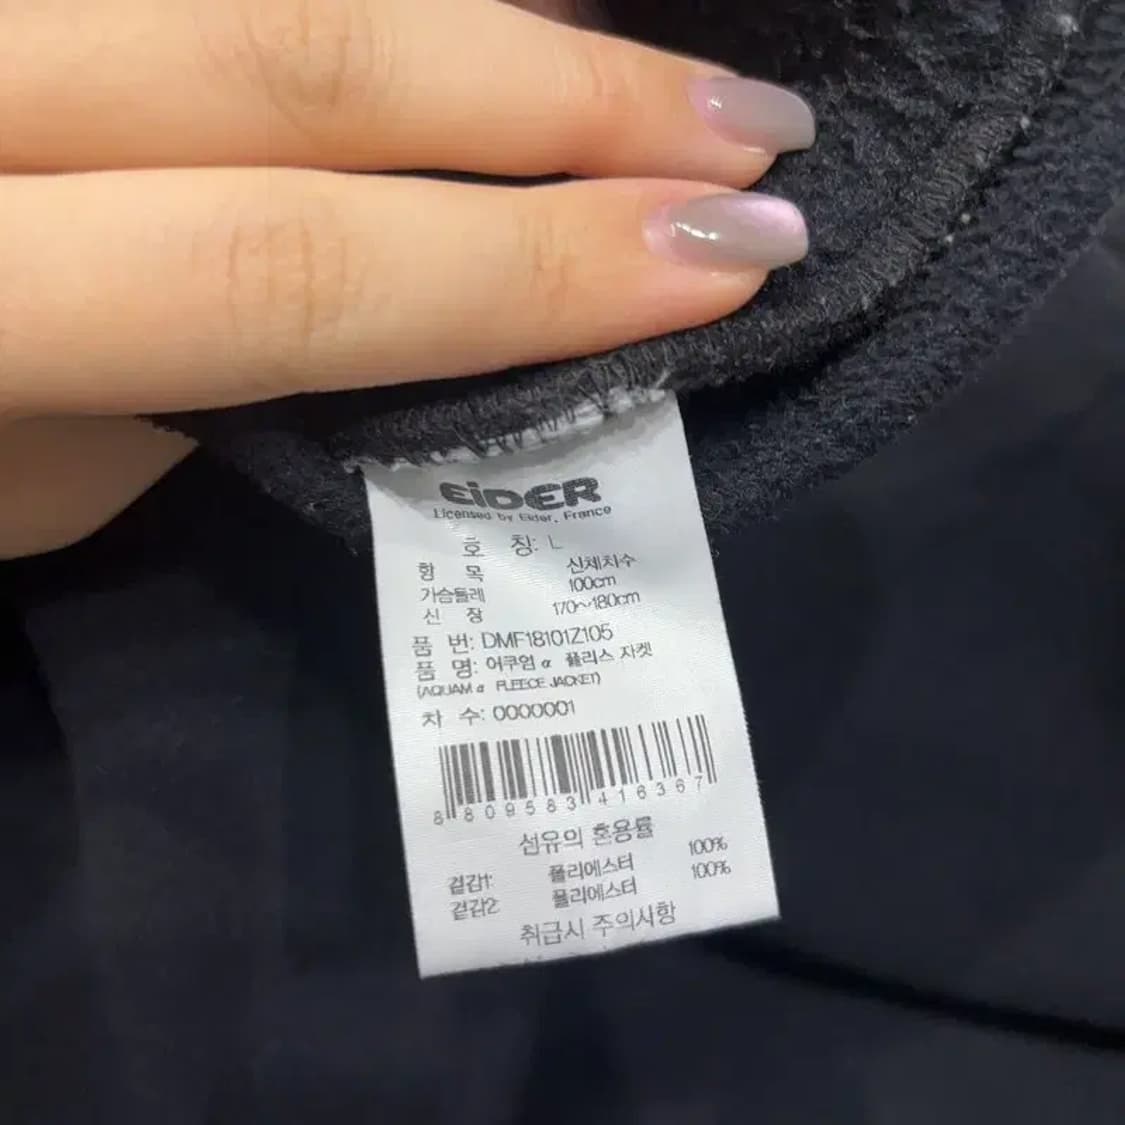 EiDER
Licensed by Eider, France
호 칭: L
항 목 신체치수
가슴둘레 100cm
신 장 170~180cm
품 번: DMF18101Z105
품 명: 어쿠엄 α 플리스 자켓
(AQUAM α FLEECE JACKET)
차 수: 0000001
8 809583 416367
섬유의 혼용률
겉감1: 폴리에스터 100%
겉감2: 폴리에스터 100%
취급시 주의사항